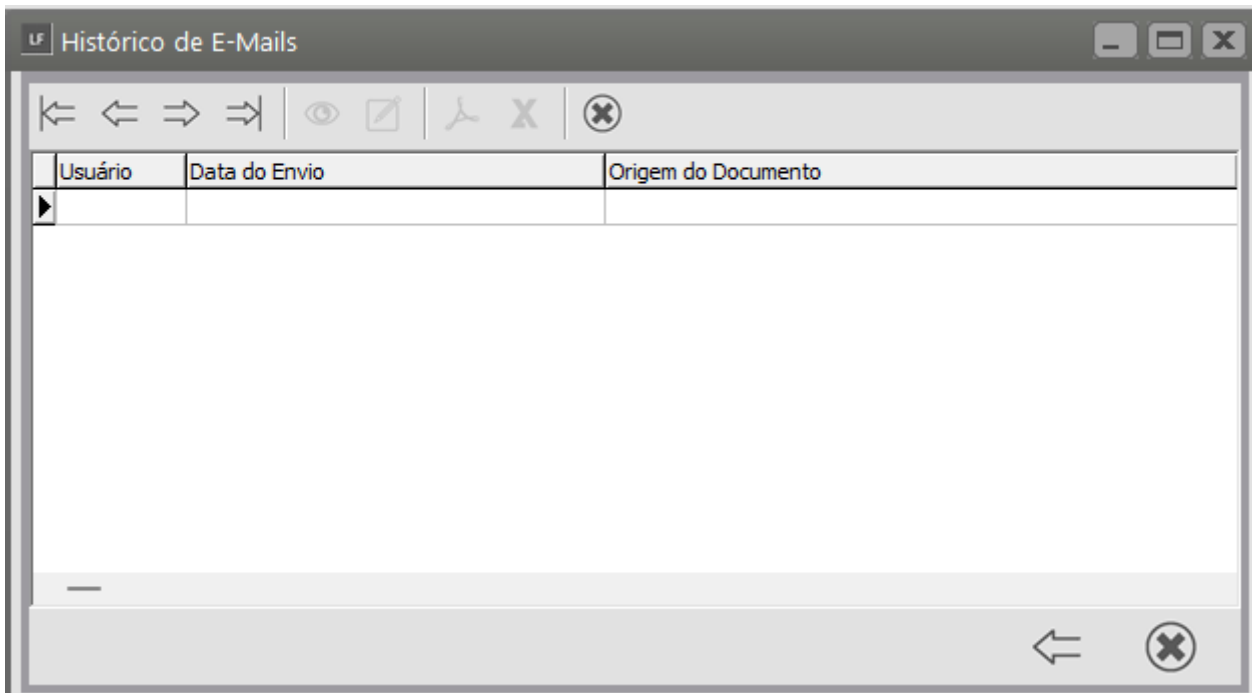 LF Histórico de E-Mails
Usuário Data do Envio Origem do Documento